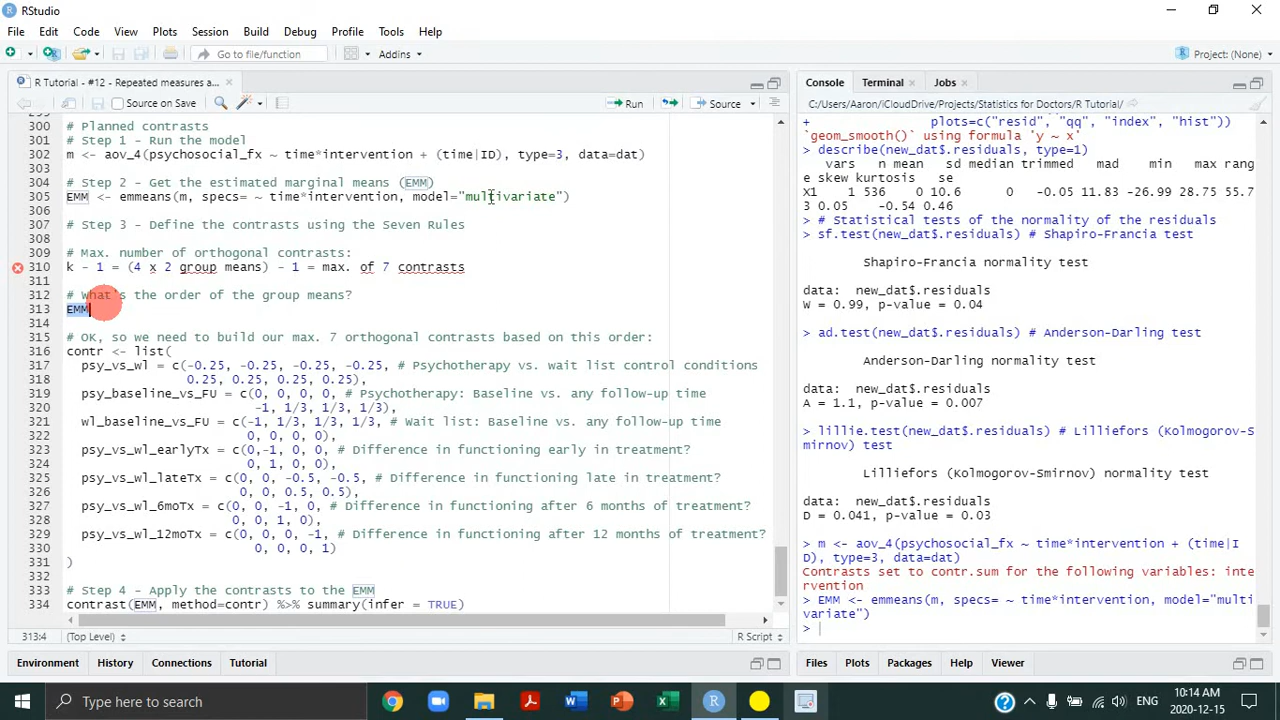 RStudio
File Edit Code View Plots Session Build Debug Profile Tools Help
Go to file/function Addins Project: (None)
R Tutorial - #12 - Repeated measures a...
Source on Save Run Source
300 # Planned contrasts
301 # Step 1 - Run the model
302 m <- aov_4(psychosocial_fx ~ time*intervention + (time|ID), type=3, data=dat)
303
304 # Step 2 - Get the estimated marginal means (EMM)
305 EMM <- emmeans(m, specs= ~ time*intervention, model="multivariate")
306
307 # Step 3 - Define the contrasts using the Seven Rules
308
309 # Max. number of orthogonal contrasts:
310 k - 1 = (4 x 2 group means) - 1 = max. of 7 contrasts
311
312 # What's the order of the group means?
313 EMM
314
315 # OK, so we need to build our max. 7 orthogonal contrasts based on this order:
316 contr <- list(
317 psy_vs_wl = c(-0.25, -0.25, -0.25, -0.25, # Psychotherapy vs. wait list control conditions
318 0.25, 0.25, 0.25, 0.25),
319 psy_baseline_vs_FU = c(0, 0, 0, 0, # Psychotherapy: Baseline vs. any follow-up time
320 -1, 1/3, 1/3, 1/3),
321 wl_baseline_vs_FU = c(-1, 1/3, 1/3, 1/3, # Wait list: Baseline vs. any follow-up time
322 0, 0, 0, 0),
323 psy_vs_wl_earlyTx = c(0,-1, 0, 0, # Difference in functioning early in treatment?
324 0, 1, 0, 0),
325 psy_vs_wl_lateTx = c(0, 0, -0.5, -0.5, # Difference in functioning late in treatment?
326 0, 0, 0.5, 0.5),
327 psy_vs_wl_6moTx = c(0, 0, -1, 0, # Difference in functioning after 6 months of treatment?
328 0, 0, 1, 0),
329 psy_vs_wl_12moTx = c(0, 0, 0, -1, # Difference in functioning after 12 months of treatment?
330 0, 0, 0, 1)
331 )
332
333 # Step 4 - Apply the contrasts to the EMM
334 contrast(EMM, method=contr) %>% summary(infer = TRUE)
313:4 (Top Level) R Script
Environment History Connections Tutorial
Console Terminal Jobs
C:/Users/Aaron/iCloudDrive/Projects/Statistics for Doctors/R Tutorial/
+ plots=c("resid", "qq", "index", "hist"))
`geom_smooth()` using formula 'y ~ x'
> describe(new_dat$.residuals, type=1)
vars n mean sd median trimmed mad min max rang
e skew kurtosis se
X1 1 536 0 10.6 0 -0.05 11.83 -26.99 28.75 55.7
3 0.05 -0.54 0.46
> # Statistical tests of the normality of the residuals
> sf.test(new_dat$.residuals) # Shapiro-Francia test
Shapiro-Francia normality test
data: new_dat$.residuals
W = 0.99, p-value = 0.04
> ad.test(new_dat$.residuals) # Anderson-Darling test
Anderson-Darling normality test
data: new_dat$.residuals
A = 1.1, p-value = 0.007
> lillie.test(new_dat$.residuals) # Lilliefors (Kolmogorov-S
mirnov) test
Lilliefors (Kolmogorov-Smirnov) normality test
data: new_dat$.residuals
D = 0.041, p-value = 0.03
> m <- aov_4(psychosocial_fx ~ time*intervention + (time|I
D), type=3, data=dat)
Contrasts set to contr.sum for the following variables: inte
rvention
> EMM <- emmeans(m, specs= ~ time*intervention, model="multi
variate")
>
Files Plots Packages Help Viewer
Type here to search
ENG 10:14 AM
2020-12-15